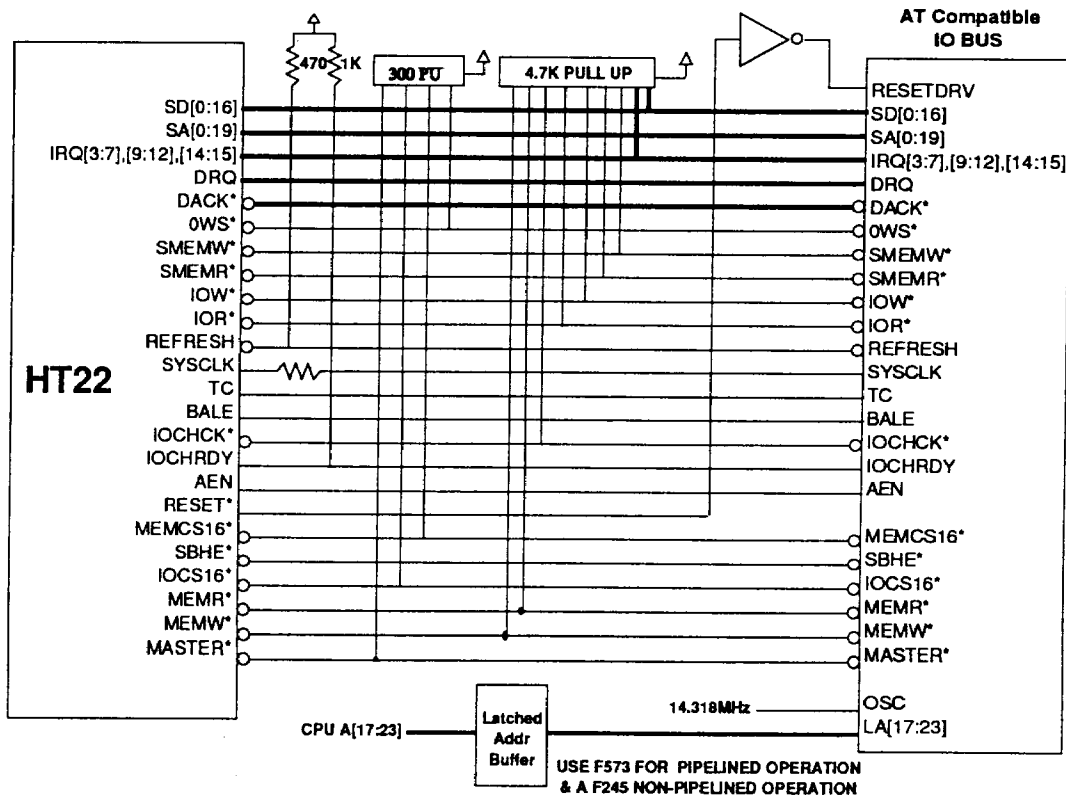 AT Compatible
IO BUS
470 1K
300 PU
4.7K PULL UP
RESETDRV
SD[0:16]
SD[0:16]
SA[0:19]
SA[0:19]
IRQ[3:7],[9:12],[14:15]
IRQ[3:7],[9:12],[14:15]
DRQ
DRQ
DACK*
DACK*
0WS*
0WS*
SMEMW*
SMEMW*
SMEMR*
SMEMR*
IOW*
IOW*
IOR*
IOR*
REFRESH
REFRESH
HT22
SYSCLK
SYSCLK
TC
TC
BALE
BALE
IOCHCK*
IOCHCK*
IOCHRDY
IOCHRDY
AEN
AEN
RESET*
MEMCS16*
MEMCS16*
SBHE*
SBHE*
IOCS16*
IOCS16*
MEMR*
MEMR*
MEMW*
MEMW*
MASTER*
MASTER*
14.318MHz
OSC
CPU A[17:23]
Latched
Addr
Buffer
LA[17:23]
USE F573 FOR PIPELINED OPERATION
& A F245 NON-PIPELINED OPERATION